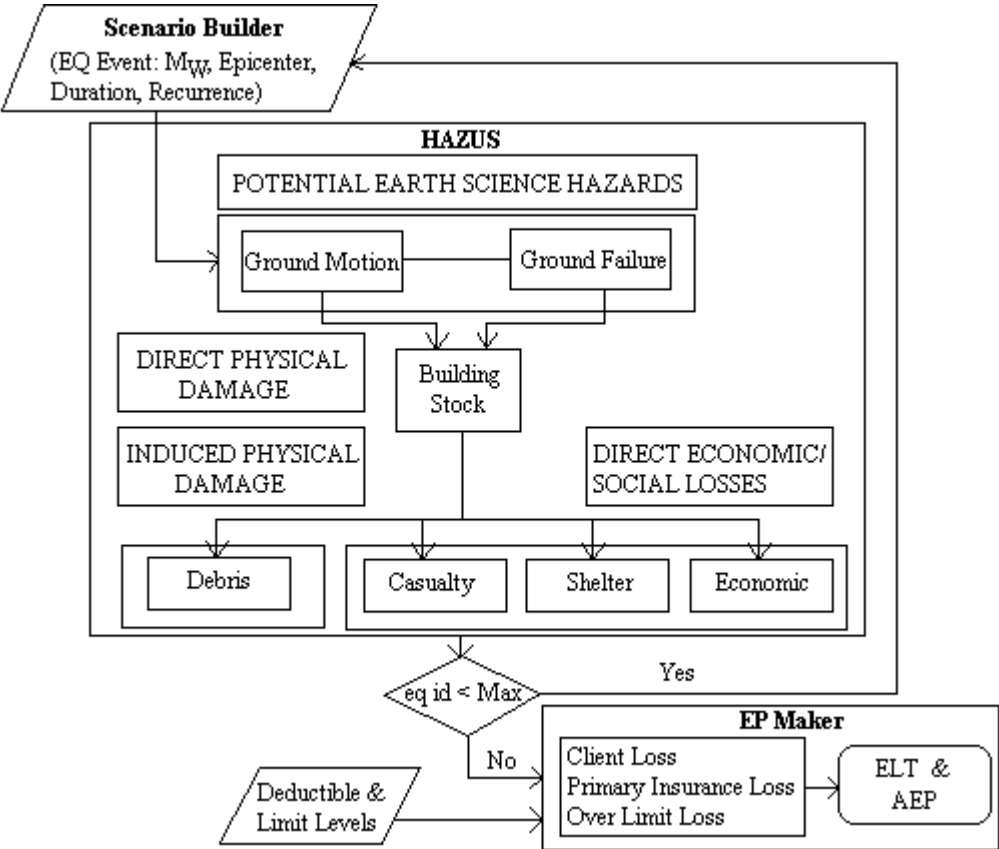 Scenario Builder
(EQ Event: MW, Epicenter,
Duration, Recurrence)
HAZUS
POTENTIAL EARTH SCIENCE HAZARDS
Ground Motion
Ground Failure
DIRECT PHYSICAL
DAMAGE
Building
Stock
INDUCED PHYSICAL
DAMAGE
DIRECT ECONOMIC/
SOCIAL LOSSES
Debris
Casualty
Shelter
Economic
eq id < Max
Yes
No
EP Maker
Client Loss
Primary Insurance Loss
Over Limit Loss
ELT &
AEP
Deductible &
Limit Levels